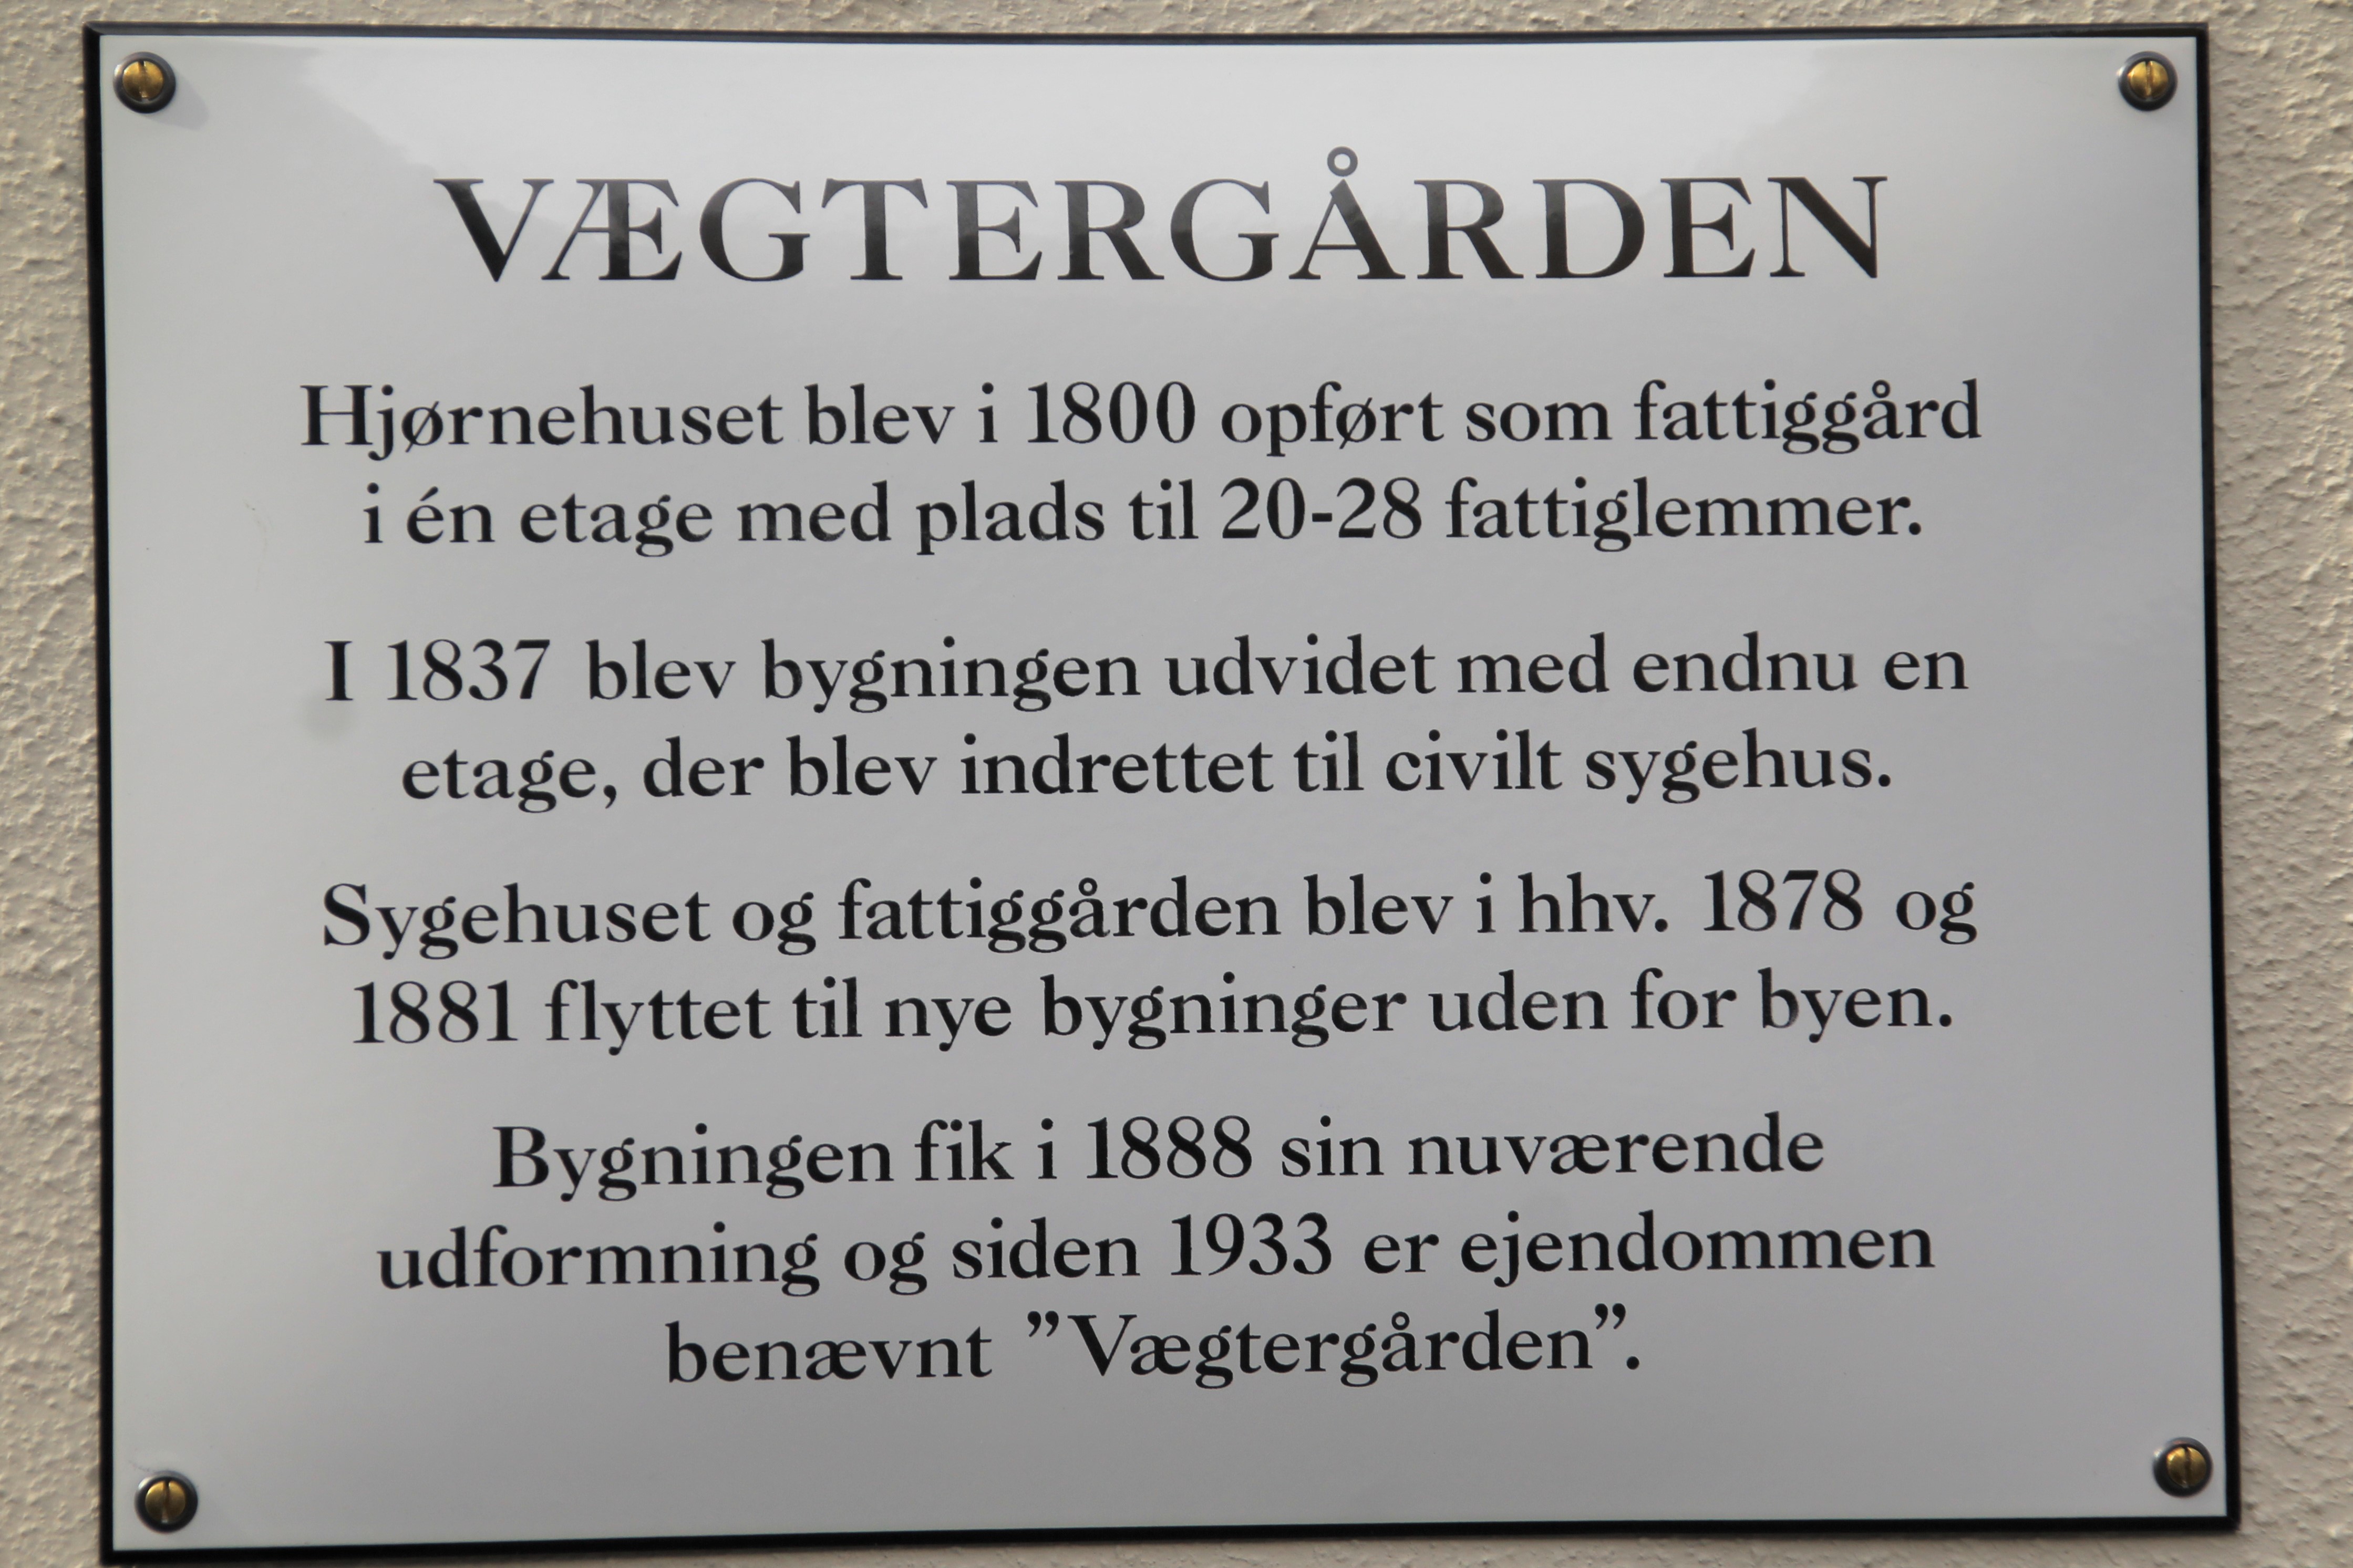 VÆGTERGÅRDEN
Hjørnehuset blev i 1800 opført som fattiggård
i én etage med plads til 20-28 fattiglemmer.
I 1837 blev bygningen udvidet med endnu en
etage, der blev indrettet til civilt sygehus.
Sygehuset og fattiggården blev i hhv. 1878 og
1881 flyttet til nye bygninger uden for byen.
Bygningen fik i 1888 sin nuværende
udformning og siden 1933 er ejendommen
benævnt ”Vægtergården”.